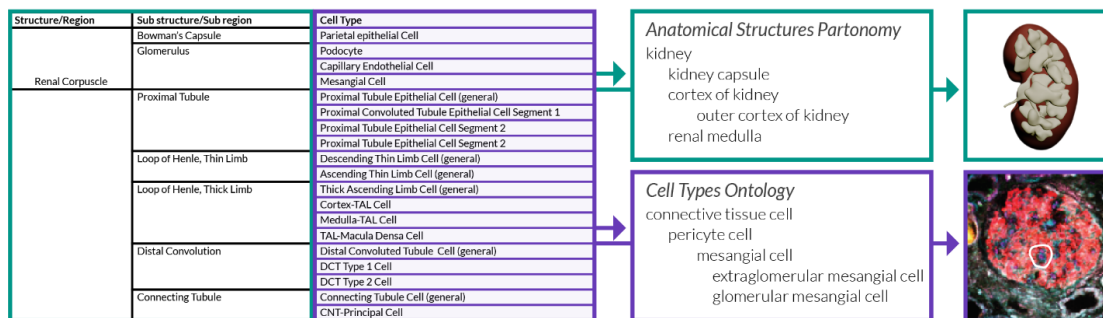 Structure/Region Sub structure/Sub region Cell Type
Bowman's Capsule Parietal epithelial Cell
Glomerulus Podocyte
Capillary Endothelial Cell
Renal Corpuscle Mesangial Cell
Proximal Tubule Proximal Tubule Epithelial Cell (general)
Proximal Convoluted Tubule Epithelial Cell Segment 1
Proximal Tubule Epithelial Cell Segment 2
Proximal Tubule Epithelial Cell Segment 2
Loop of Henle, Thin Limb Descending Thin Limb Cell (general)
Ascending Thin Limb Cell (general)
Loop of Henle, Thick Limb Thick Ascending Limb Cell (general)
Cortex-TAL Cell
Medulla-TAL Cell
TAL-Macula Densa Cell
Distal Convolution Distal Convoluted Tubule Cell (general)
DCT Type 1 Cell
DCT Type 2 Cell
Connecting Tubule Connecting Tubule Cell (general)
CNT-Principal Cell
Anatomical Structures Partonomy
kidney
kidney capsule
cortex of kidney
outer cortex of kidney
renal medulla
Cell Types Ontology
connective tissue cell
pericyte cell
mesangial cell
extraglomerular mesangial cell
glomerular mesangial cell